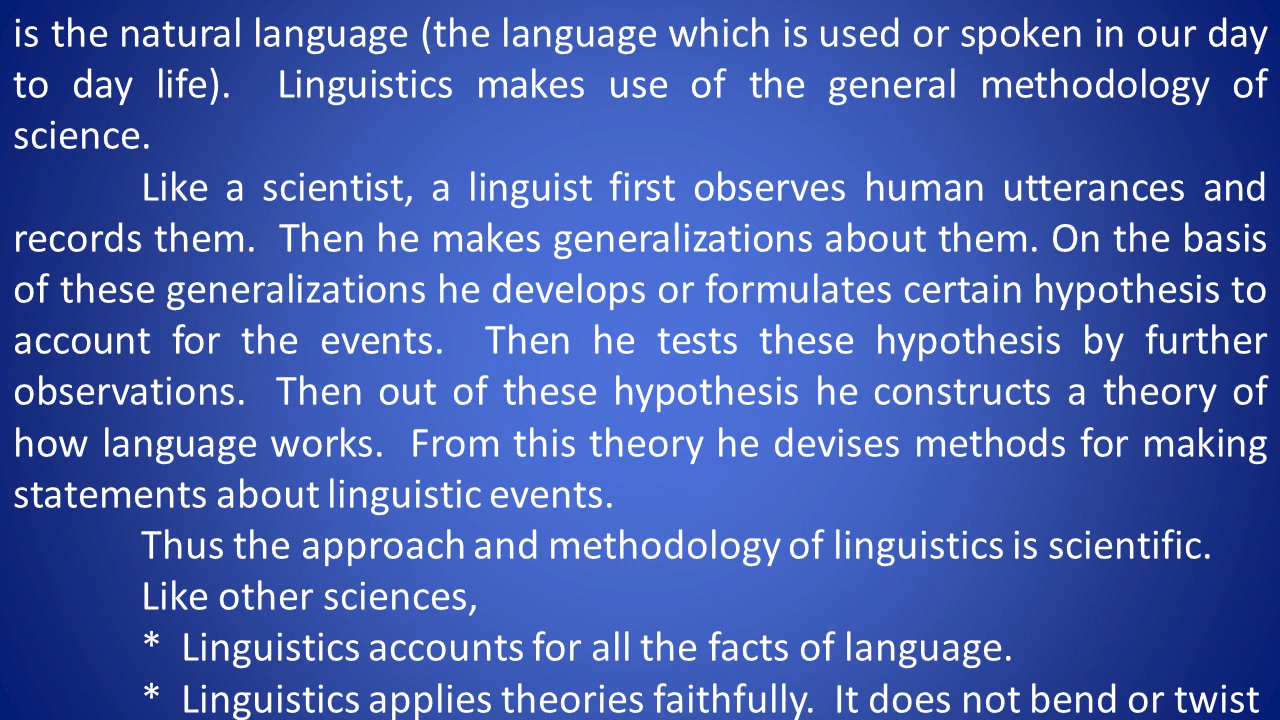 is the natural language (the language which is used or spoken in our day
to day life).  Linguistics makes use of the general methodology of
science.
Like a scientist, a linguist first observes human utterances and
records them.  Then he makes generalizations about them. On the basis
of these generalizations he develops or formulates certain hypothesis to
account for the events.  Then he tests these hypothesis by further
observations.  Then out of these hypothesis he constructs a theory of
how language works.  From this theory he devises methods for making
statements about linguistic events.
Thus the approach and methodology of linguistics is scientific.
Like other sciences,
*  Linguistics accounts for all the facts of language.
*  Linguistics applies theories faithfully.  It does not bend or twist